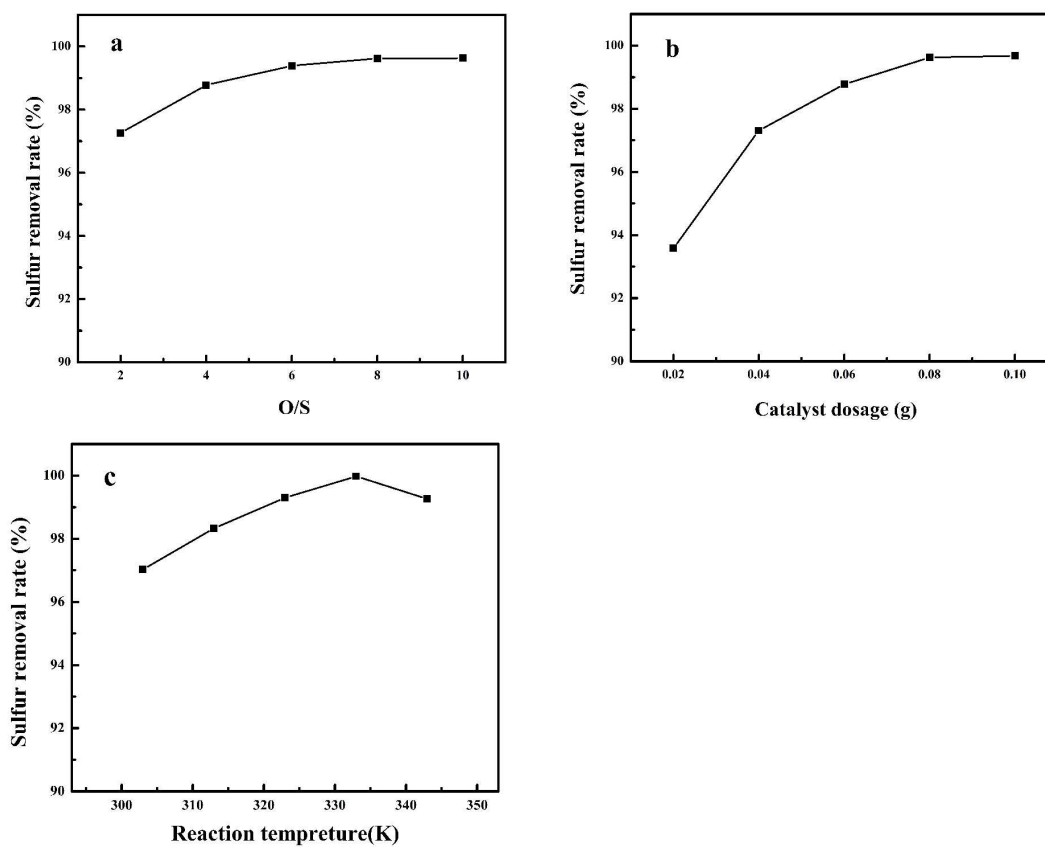 a
Sulfur removal rate (%)
100
98
96
94
92
90
2 4 6 8 10
O/S
b
Sulfur removal rate (%)
100
98
96
94
92
90
0.02 0.04 0.06 0.08 0.10
Catalyst dosage (g)
c
Sulfur removal rate (%)
100
98
96
94
92
90
300 310 320 330 340 350
Reaction tempreture(K)